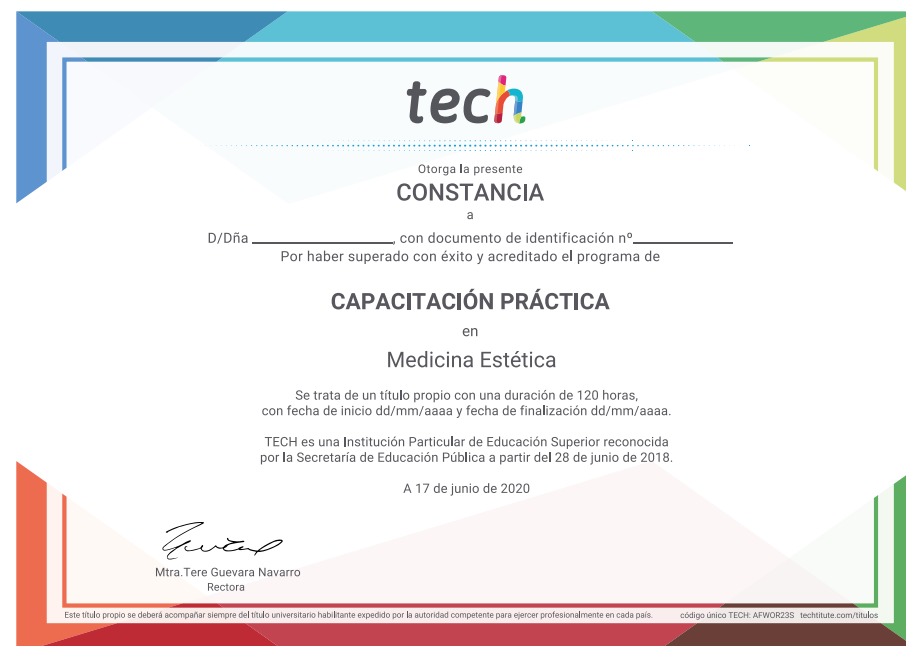 tech
Otorga la presente
CONSTANCIA
a
D/Dña ____________________, con documento de identificación nº______________
Por haber superado con éxito y acreditado el programa de
CAPACITACIÓN PRÁCTICA
en
Medicina Estética
Se trata de un título propio con una duración de 120 horas,
con fecha de inicio dd/mm/aaaa y fecha de finalización dd/mm/aaaa.
TECH es una Institución Particular de Educación Superior reconocida
por la Secretaría de Educación Pública a partir del 28 de junio de 2018.
A 17 de junio de 2020
Mtra.Tere Guevara Navarro
Rectora
Este título propio se deberá acompañar siempre del título universitario habilitante expedido por la autoridad competente para ejercer profesionalmente en cada país. código único TECH: AFWOR23S techtitute.com/titulos